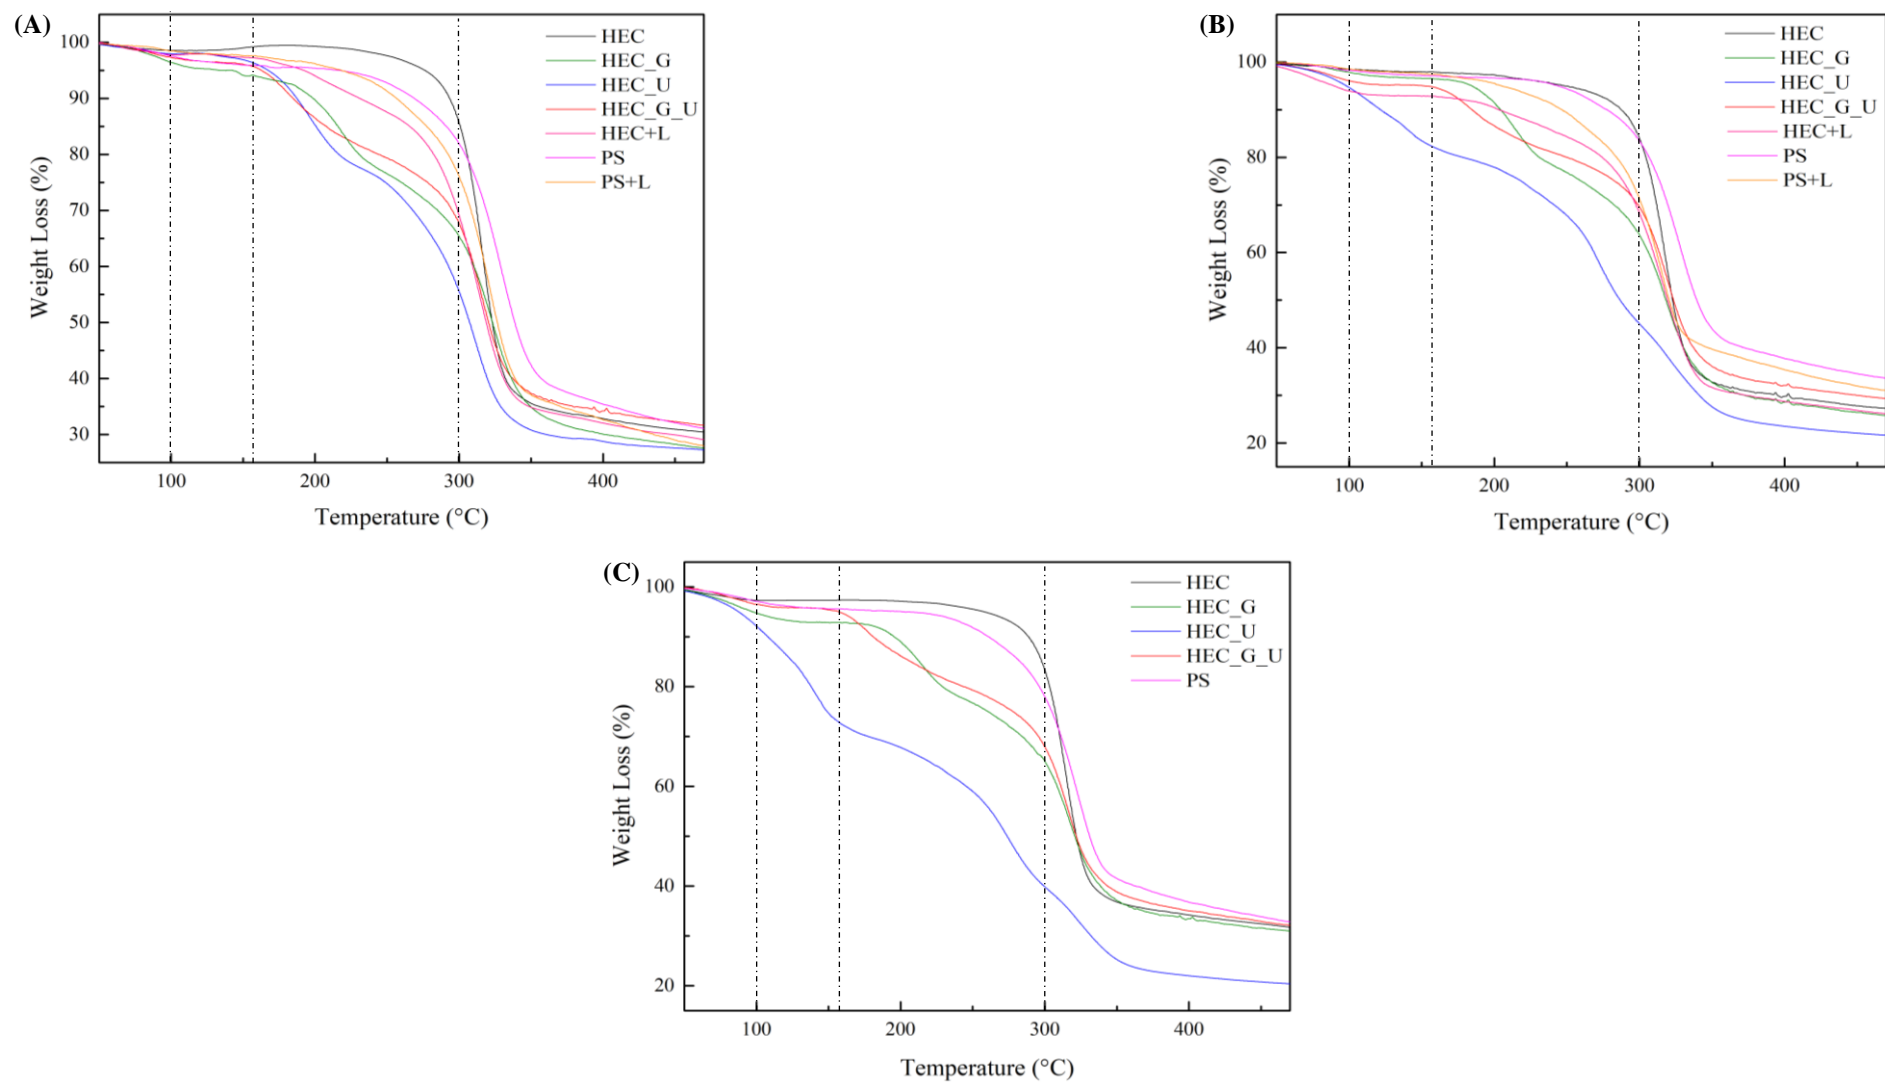 (A)
HEC
HEC_G
HEC_U
HEC_G_U
HEC+L
PS
PS+L
100
90
80
70
60
50
40
30
Weight Loss (%)
100
200
300
400
Temperature (°C)
(B)
HEC
HEC_G
HEC_U
HEC_G_U
HEC+L
PS
PS+L
100
80
60
40
20
Weight Loss (%)
100
200
300
400
Temperature (°C)
(C)
HEC
HEC_G
HEC_U
HEC_G_U
PS
100
80
60
40
20
Weight Loss (%)
100
200
300
400
Temperature (°C)